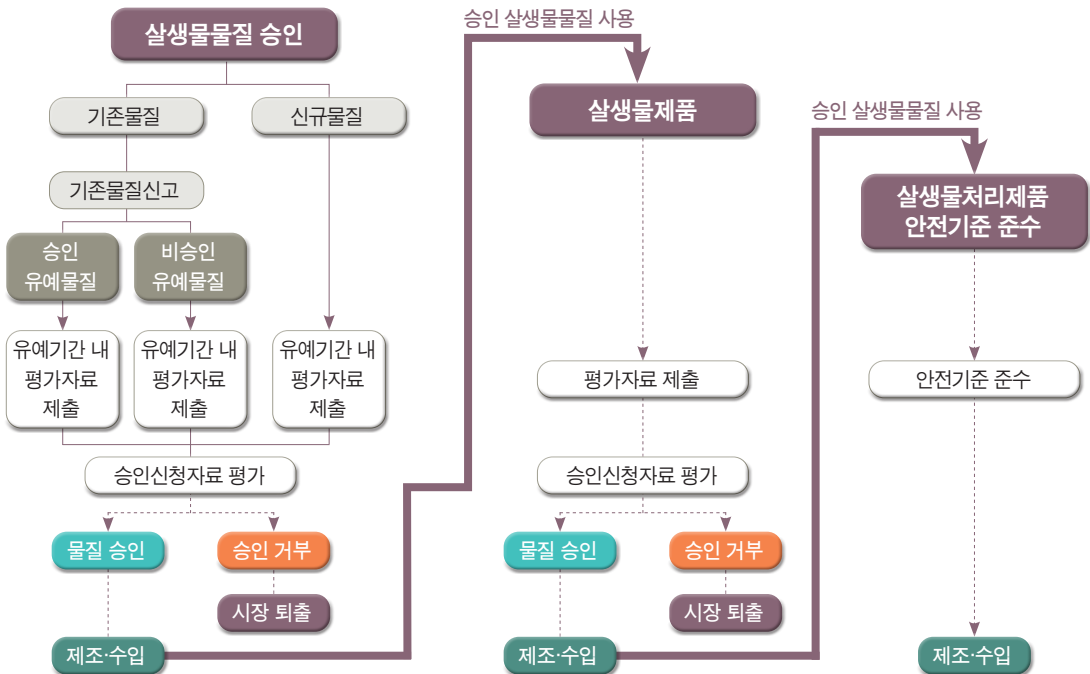 살생물물질 승인
기존물질
신규물질
기존물질신고
승인
유예물질
비승인
유예물질
유예기간 내
평가자료
제출
유예기간 내
평가자료
제출
유예기간 내
평가자료
제출
승인신청자료 평가
물질 승인
승인 거부
시장 퇴출
제조·수입
승인 살생물물질 사용
살생물제품
평가자료 제출
승인신청자료 평가
물질 승인
승인 거부
시장 퇴출
제조·수입
승인 살생물물질 사용
살생물처리제품
안전기준 준수
안전기준 준수
제조·수입